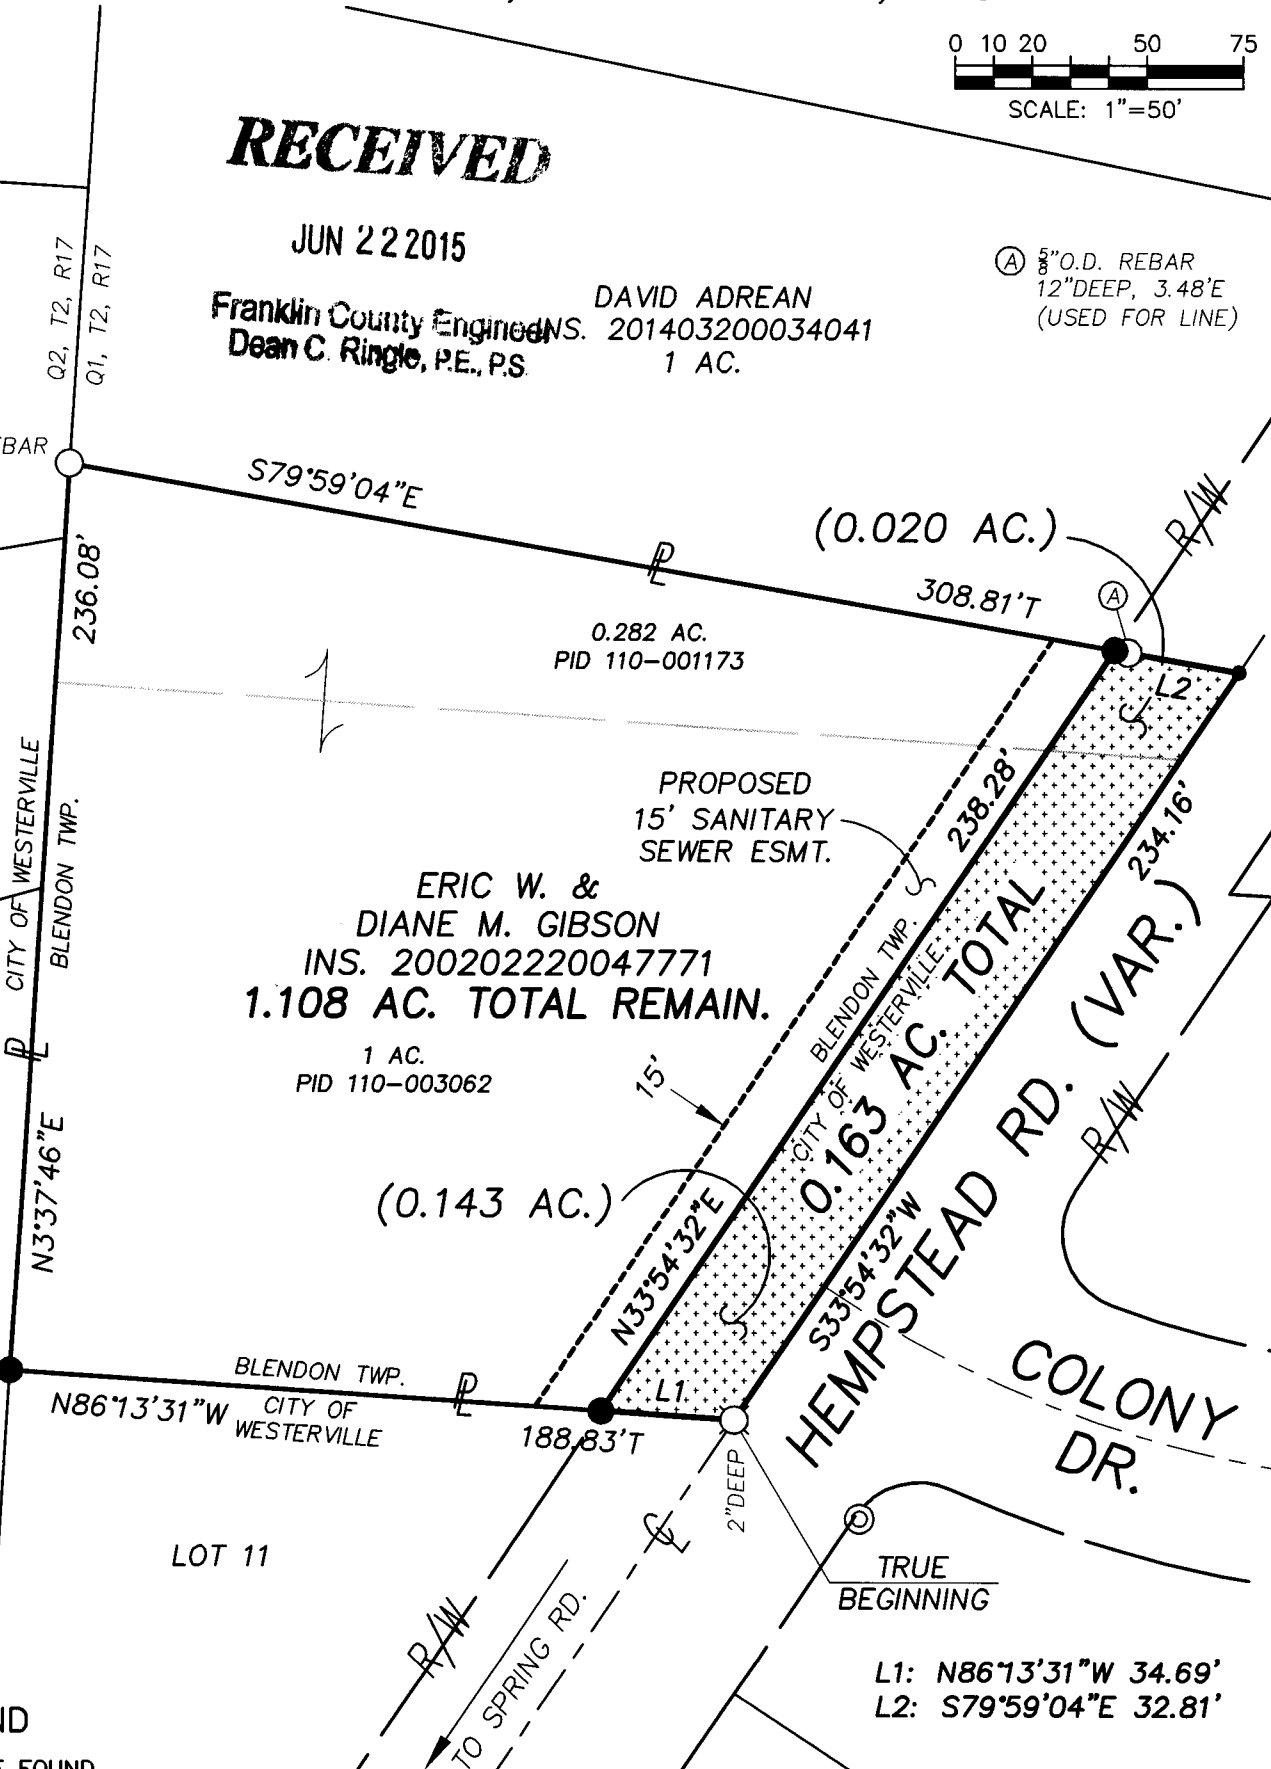 0 10 20 50 75
SCALE: 1"=50'
RECEIVED
JUN 22 2015
Franklin County Engineer
Dean C. Ringle, P.E., P.S.
DAVID ADREAN
INS. 201403200034041
1 AC.
Ⓐ 5/8"O.D. REBAR
12"DEEP, 3.48'E
(USED FOR LINE)
Q2, T2, R17
Q1, T2, R17
EBAR
S79°59'04"E
(0.020 AC.)
R/W
PL
308.81'T
A
236.08'
0.282 AC.
PID 110-001173
L2
PROPOSED
15' SANITARY
SEWER ESMT.
238.28'
234.16'
CITY OF WESTERVILLE
BLENDON TWP.
ERIC W. &
DIANE M. GIBSON
INS. 200202220047771
1.108 AC. TOTAL REMAIN.
1 AC.
PID 110-003062
BLENDON TWP.
CITY OF WESTERVILLE
0.163 AC. TOTAL
HEMPSTEAD RD. (VAR.)
R/W
PL
15'
N3°37'46"E
(0.143 AC.)
N33°54'32"E
S33°54'32"W
L1
BLENDON TWP.
PL
N86°13'31"W
CITY OF
WESTERVILLE
188.83'T
COLONY
DR.
2"DEEP
CL
LOT 11
TRUE
BEGINNING
R/W
TO SPRING RD.
L1: N86°13'31"W 34.69'
L2: S79°59'04"E 32.81'
ND